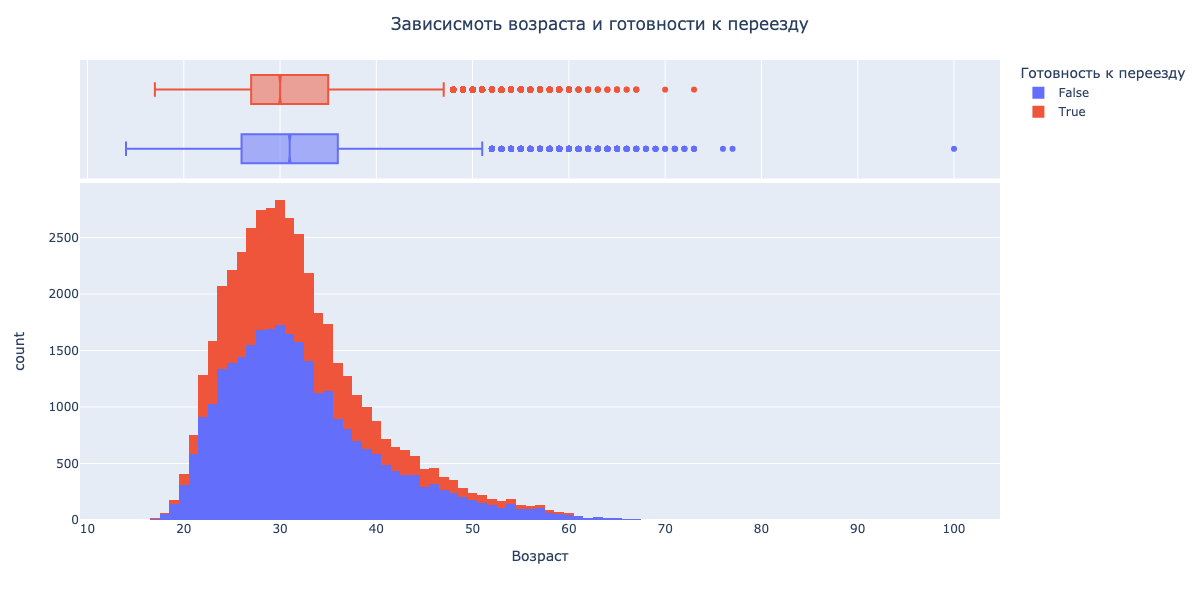 Зависисмоть возраста и готовности к переезду
Готовность к переезду
False
True
count
2500
2000
1500
1000
500
0
10 20 30 40 50 60 70 80 90 100
Возраст